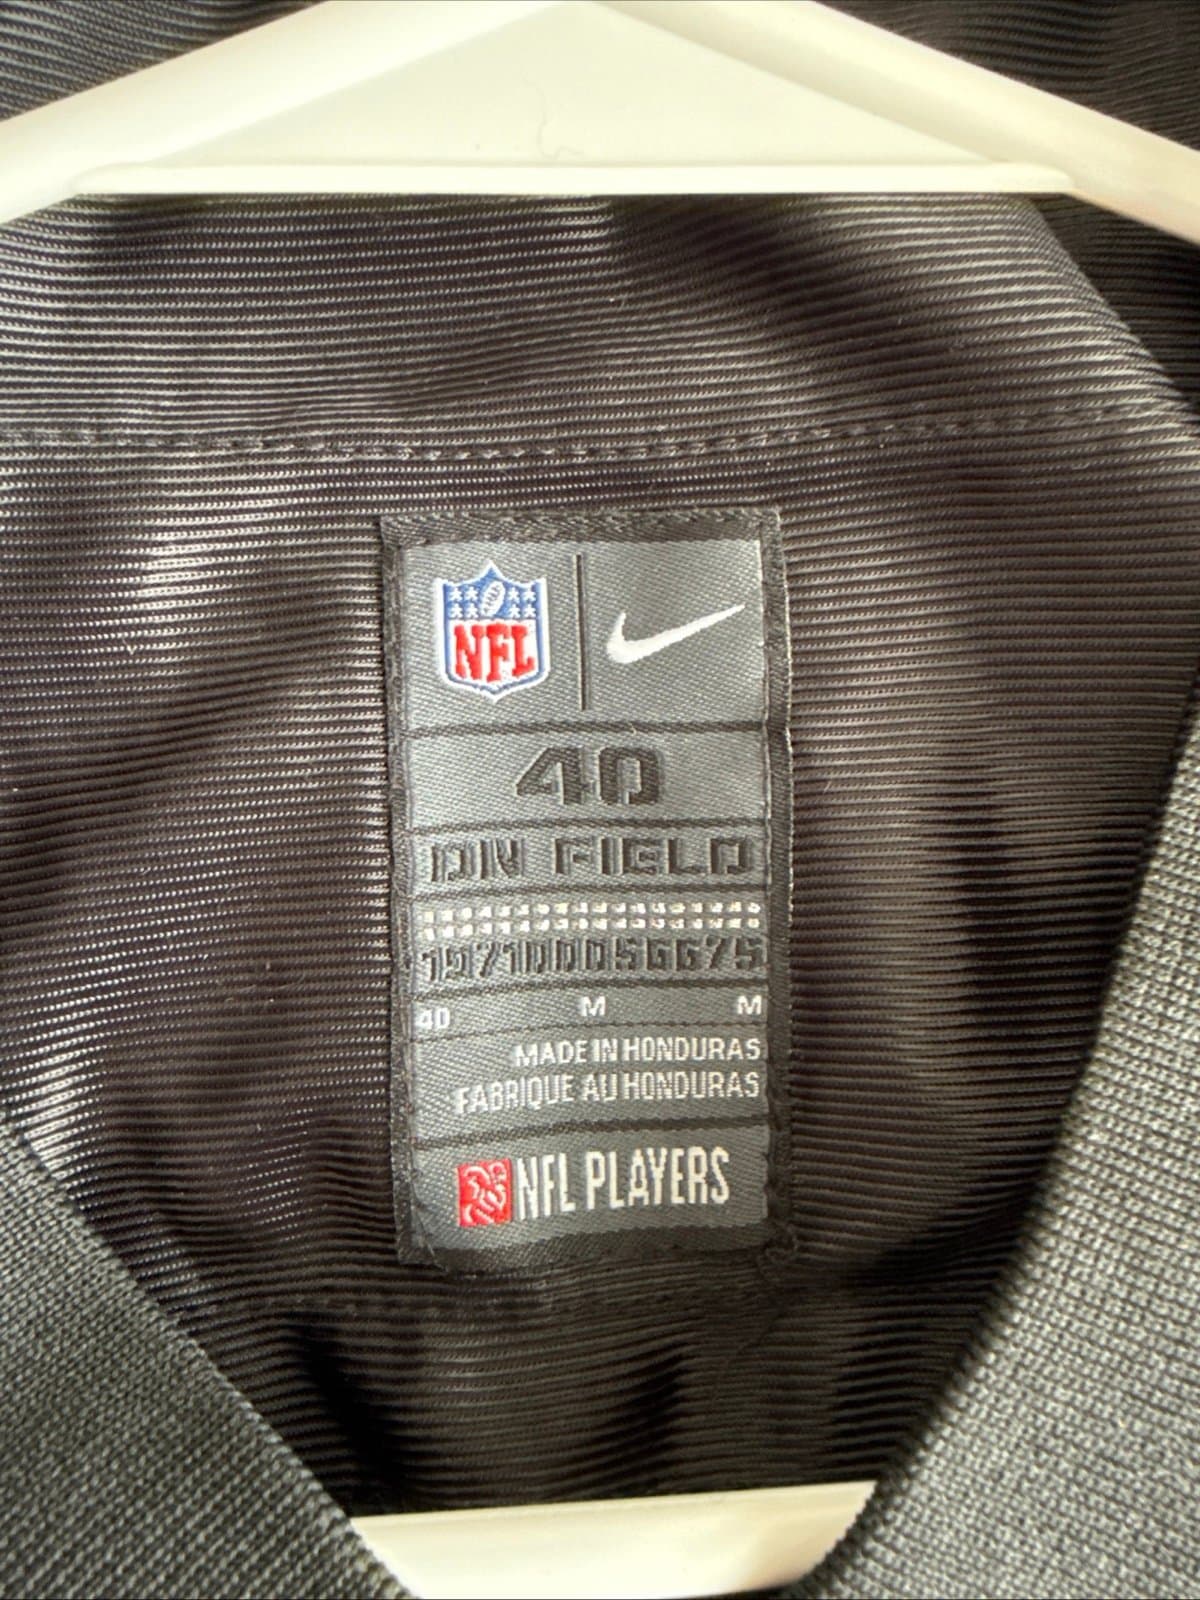 NFL
40
ON FIELD
40 M M
MADE IN HONDURAS
FABRIQUE AU HONDURAS
NFL PLAYERS